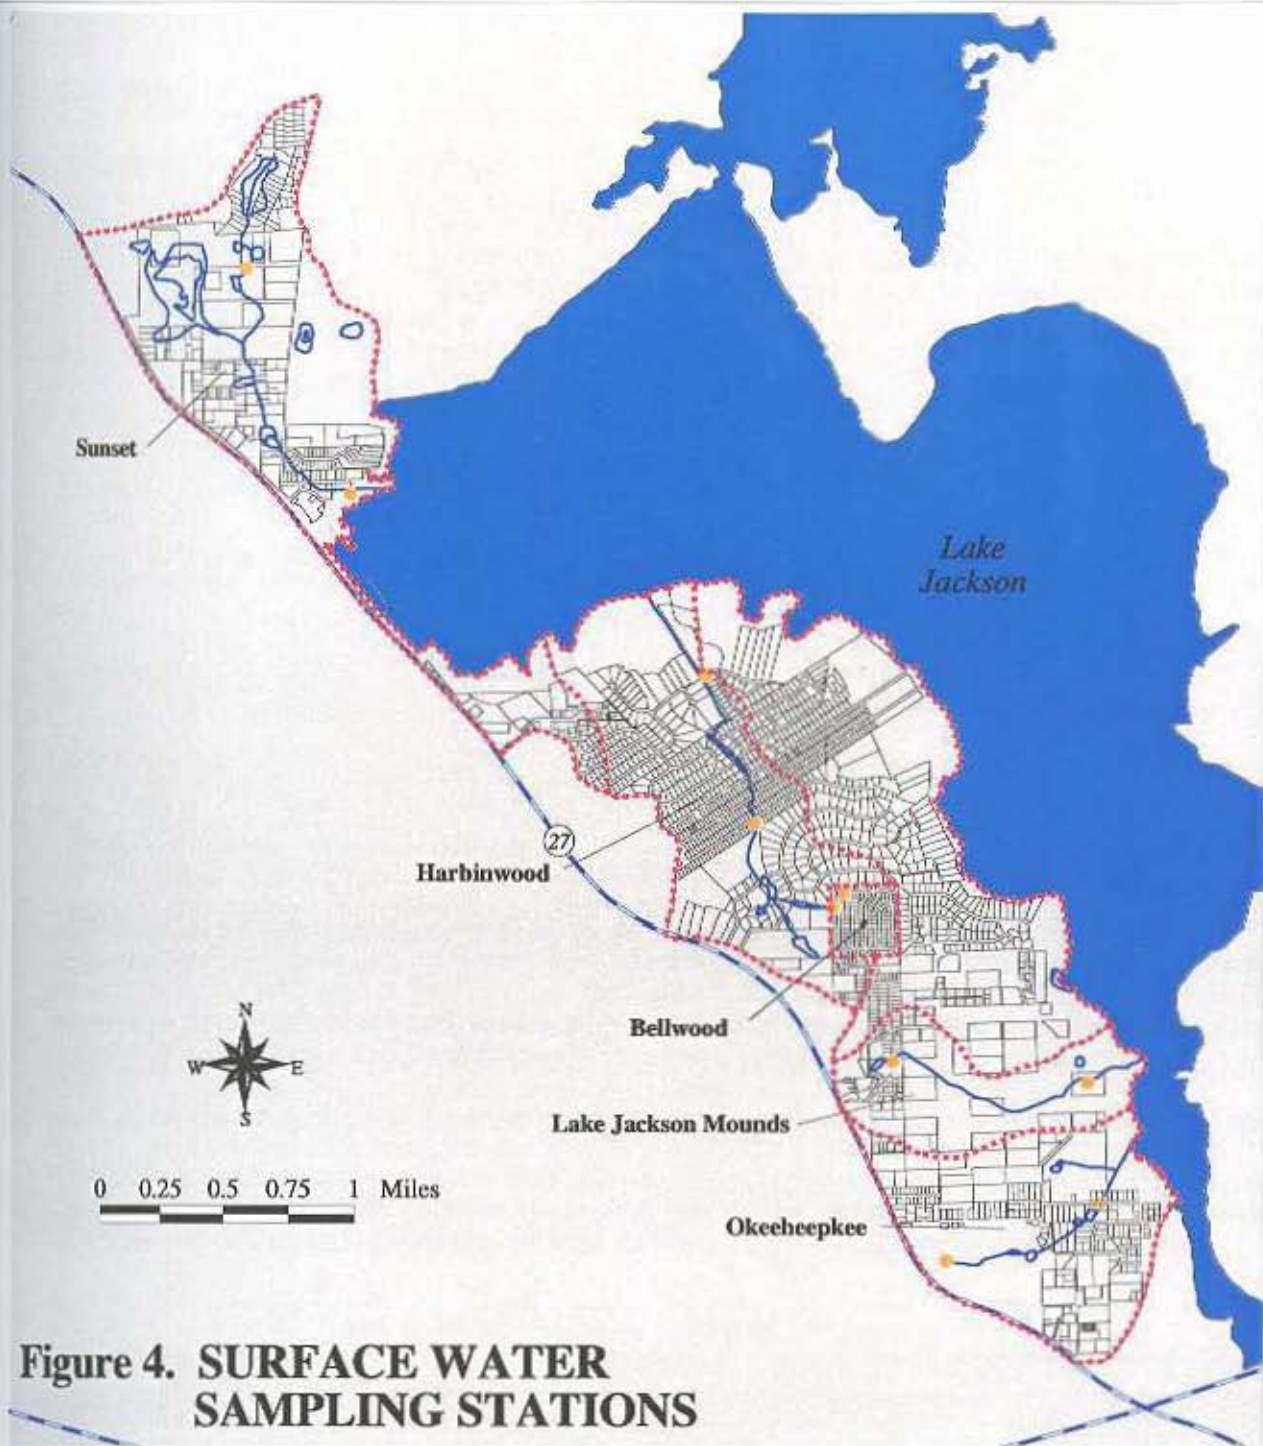 Sunset
Lake
Jackson
27
Harbinwood
Bellwood
N
W E
S
Lake Jackson Mounds
0 0.25 0.5 0.75 1 Miles
Okeeheepkee
Figure 4. SURFACE WATER
SAMPLING STATIONS